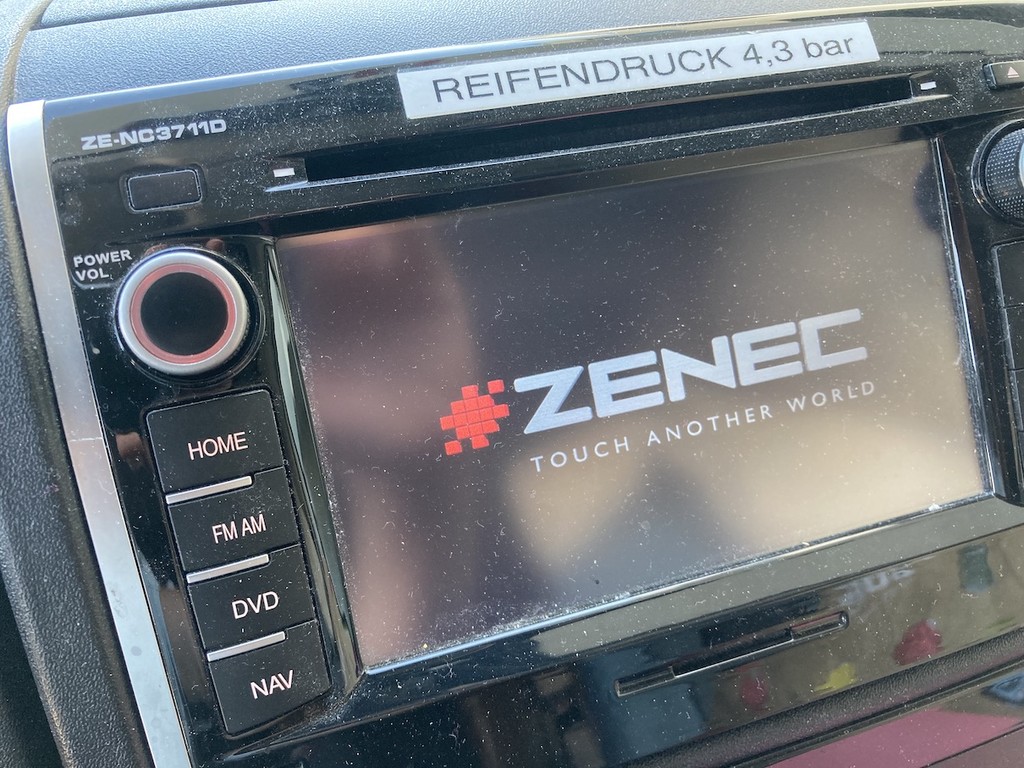 REIFENDRUCK 4,3 bar
ZE-NC3711D
POWER
VOL.
ZENEC
TOUCH ANOTHER WORLD
HOME
FM AM
DVD
NAV